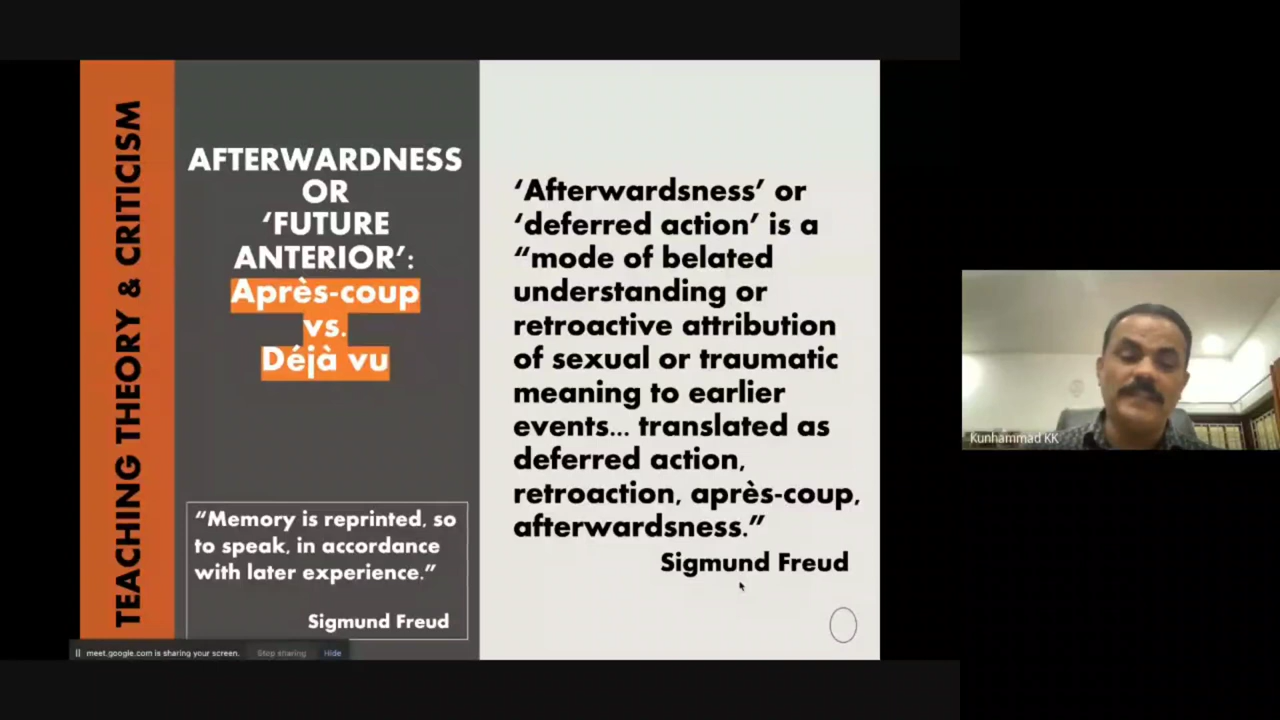 TEACHING THEORY & CRITICISM
AFTERWARDNESS
OR
‘FUTURE
ANTERIOR’:
Après-coup
vs.
Déjà vu
“Memory is reprinted, so
to speak, in accordance
with later experience.”
Sigmund Freud
‘Afterwardsness’ or
‘deferred action’ is a
“mode of belated
understanding or
retroactive attribution
of sexual or traumatic
meaning to earlier
events... translated as
deferred action,
retroaction, après-coup,
afterwardsness.”
Sigmund Freud
meet.google.com is sharing your screen. Stop sharing Hide
Kunhammad KK